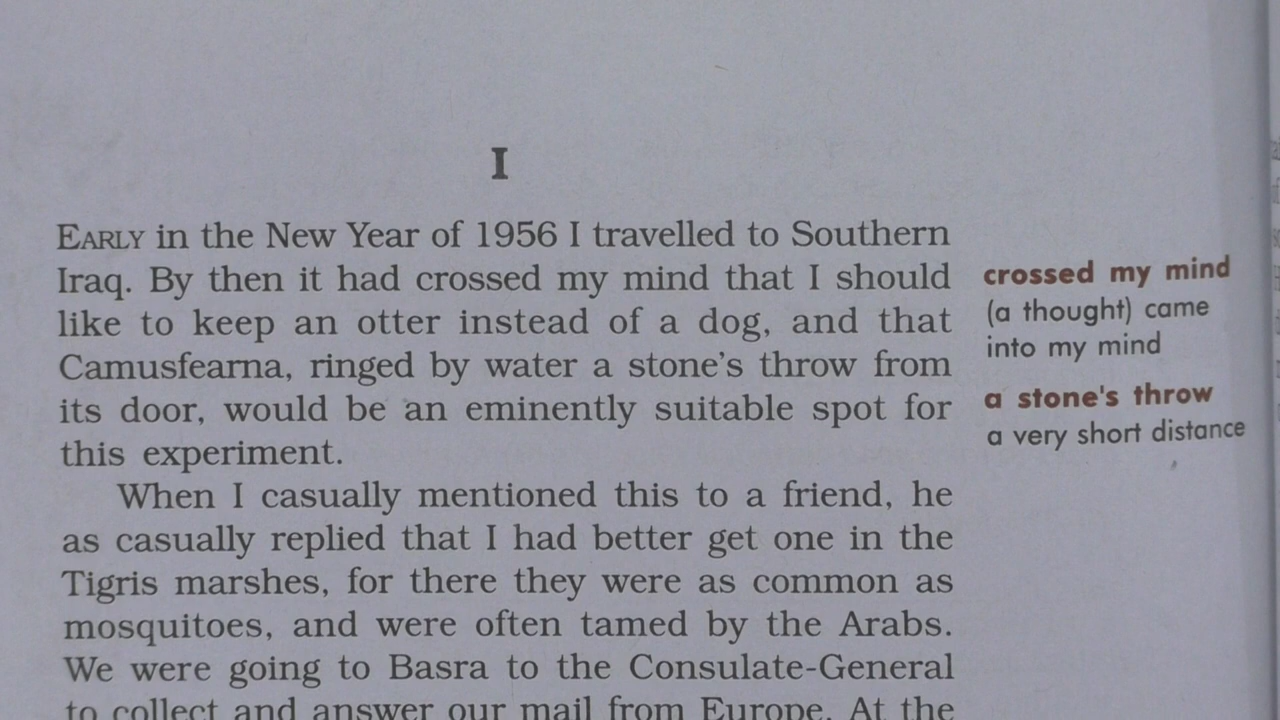 I
EARLY in the New Year of 1956 I travelled to Southern
Iraq. By then it had crossed my mind that I should
like to keep an otter instead of a dog, and that
Camusfearna, ringed by water a stone's throw from
its door, would be an eminently suitable spot for
this experiment.
When I casually mentioned this to a friend, he
as casually replied that I had better get one in the
Tigris marshes, for there they were as common as
mosquitoes, and were often tamed by the Arabs.
We were going to Basra to the Consulate-General
to collect and answer our mail from Europe. At the
crossed my mind
(a thought) came
into my mind
a stone's throw
a very short distance